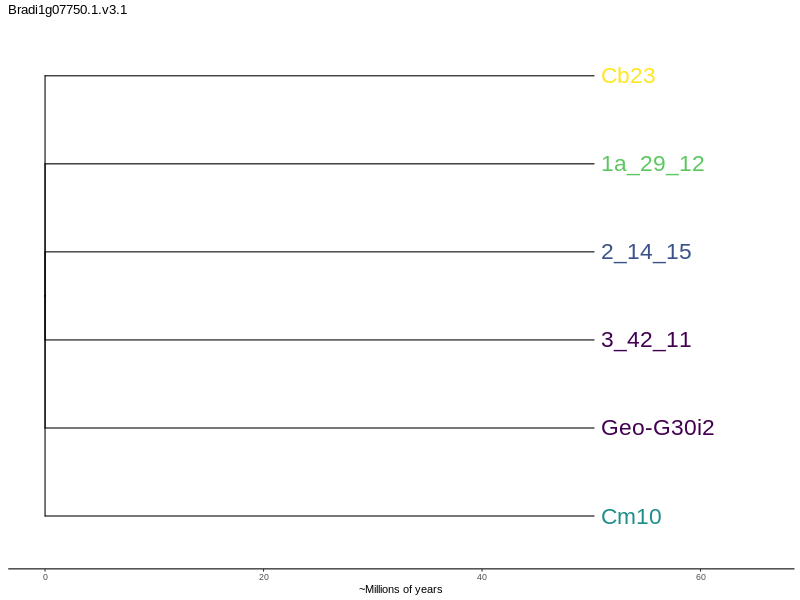 Bradi1g07750.1.v3.1
Cb23
1a_29_12
2_14_15
3_42_11
Geo-G30i2
Cm10
0 20 40 60
~Millions of years